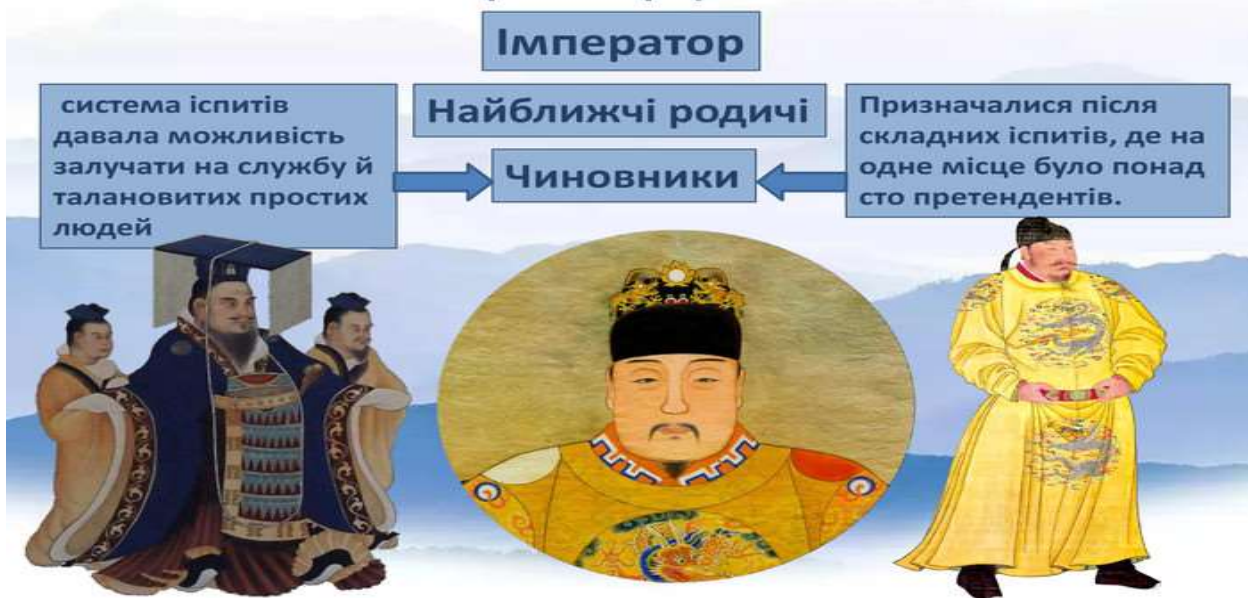 Імператор
система іспитів
давала можливість
залучати на службу й
талановитих простих
людей
Найближчі родичі
Чиновники
Призначалися після
складних іспитів, де на
одне місце було понад
сто претендентів.